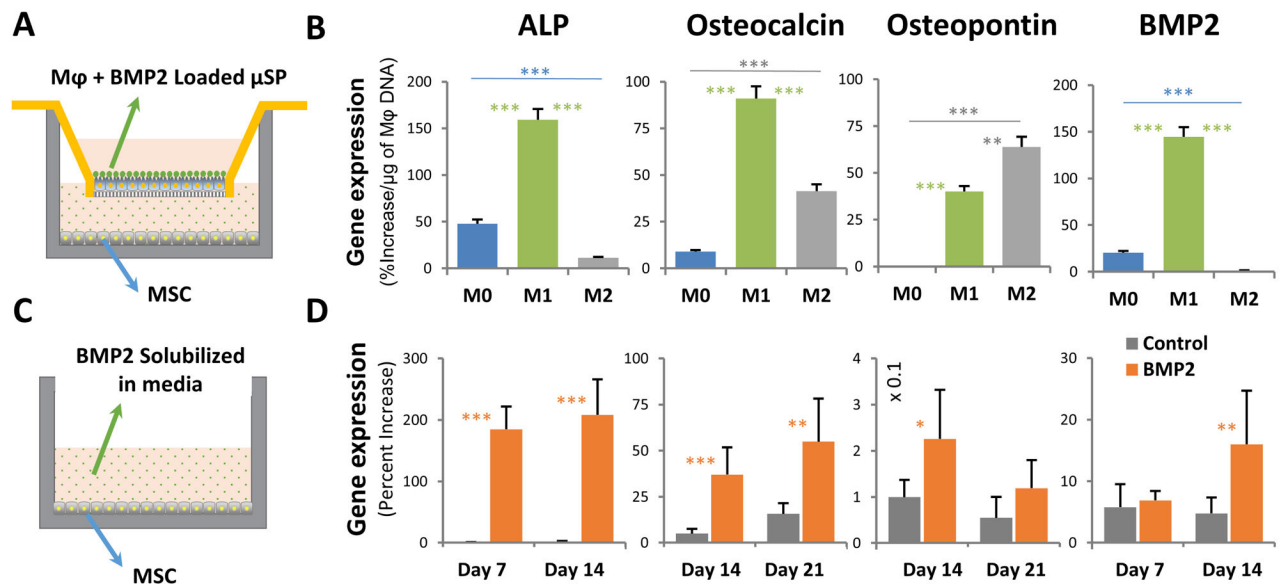 A
Mφ + BMP2 Loaded µSP
MSC
B
ALP
Osteocalcin
Osteopontin
BMP2
Gene expression
(%Increase/µg of Mφ DNA)
200
150
100
50
0
***
*** ***
M0 M1 M2
100
75
50
25
0
***
*** ***
M0 M1 M2
100
75
50
25
0
***
***
**
M0 M1 M2
200
150
100
50
0
***
*** ***
M0 M1 M2
C
BMP2 Solubilized
in media
MSC
D
Gene expression
(Percent Increase)
300
200
100
0
***
***
Day 7 Day 14
100
75
50
25
0
***
**
Day 14 Day 21
4
3
2
1
0
x 0.1
*
Day 14 Day 21
30
20
10
0
Control
BMP2
**
Day 7 Day 14